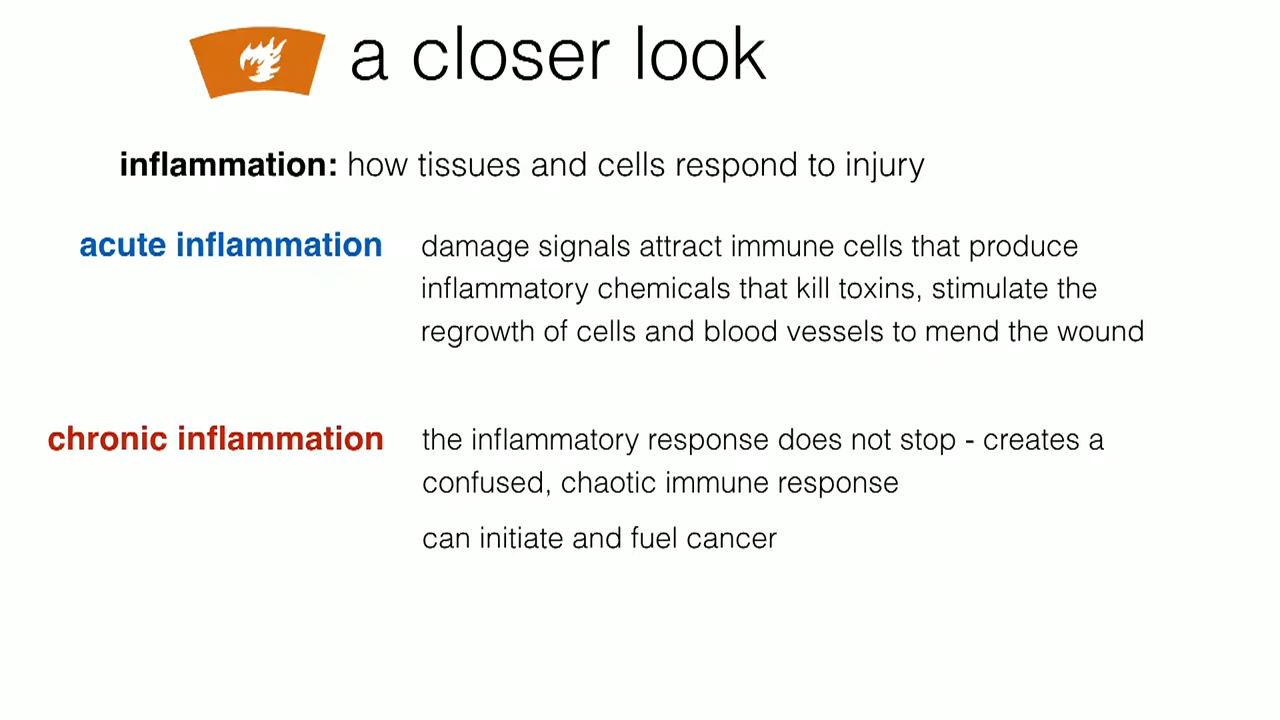 a closer look
inflammation: how tissues and cells respond to injury
acute inflammation damage signals attract immune cells that produce
inflammatory chemicals that kill toxins, stimulate the
regrowth of cells and blood vessels to mend the wound
chronic inflammation the inflammatory response does not stop - creates a
confused, chaotic immune response
can initiate and fuel cancer